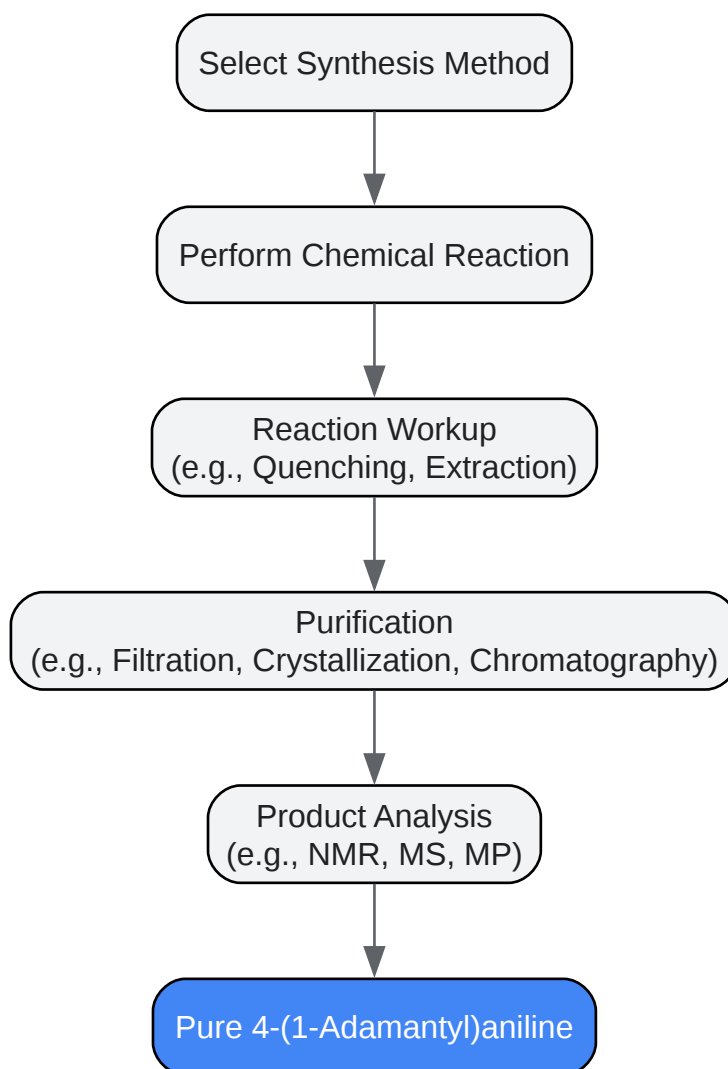 Select Synthesis Method
Perform Chemical Reaction
Reaction Workup
(e.g., Quenching, Extraction)
Purification
(e.g., Filtration, Crystallization, Chromatography)
Product Analysis
(e.g., NMR, MS, MP)
Pure 4-(1-Adamantyl)aniline